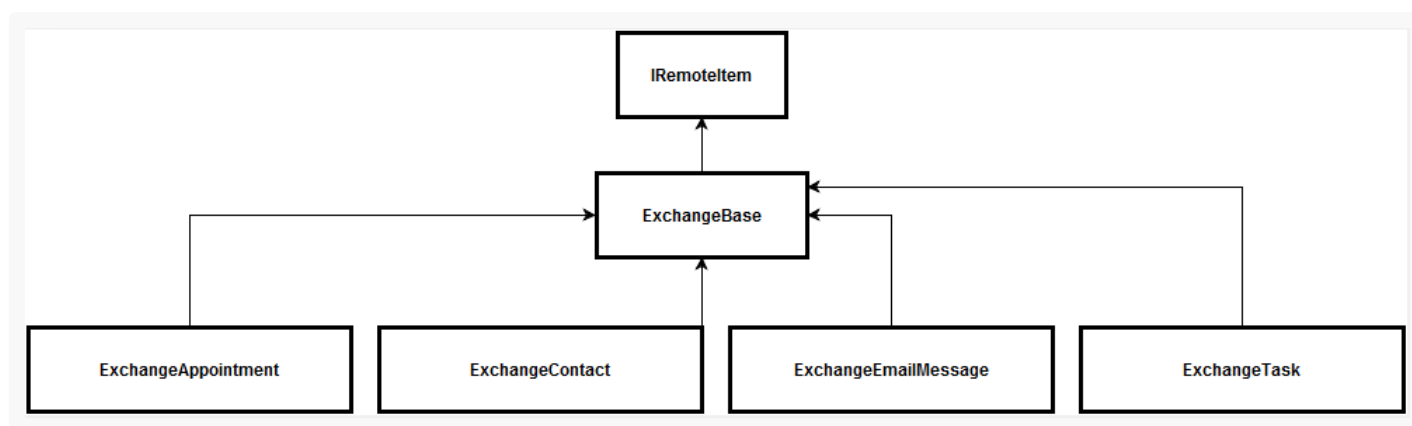 IRemoteItem
ExchangeBase
ExchangeAppointment
ExchangeContact
ExchangeEmailMessage
ExchangeTask